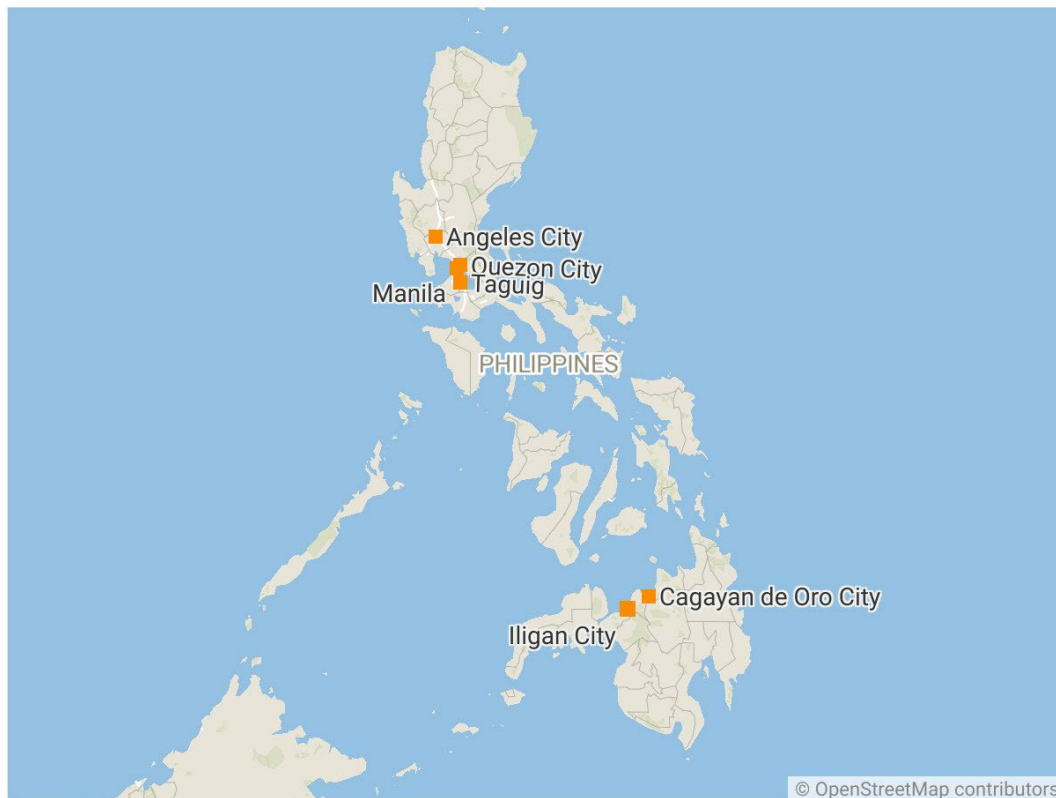 Angeles City
Quezon City
Taguig
Manila
PHILIPPINES
Cagayan de Oro City
Iligan City
© OpenStreetMap contributors